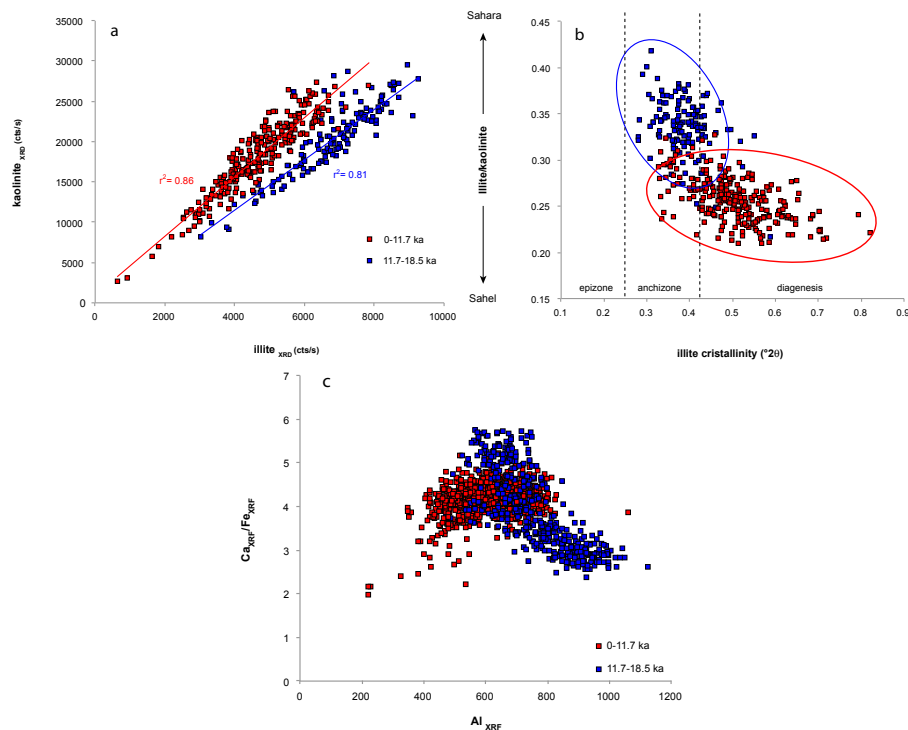 a
kaolinite XRD (cts/s)
35000
30000
25000
20000
15000
10000
5000
0
r2= 0.86
r2= 0.81
0-11.7 ka
11.7-18.5 ka
0
2000
4000
6000
8000
10000
illite XRD (cts/s)
Sahara
illite/kaolinite
Sahel
b
0.45
0.40
0.35
0.30
0.25
0.20
0.15
epizone
anchizone
diagenesis
0.1
0.2
0.3
0.4
0.5
0.6
0.7
0.8
0.9
illite cristallinity (°2θ)
c
CaXRF/FeXRF
7
6
5
4
3
2
1
0
0-11.7 ka
11.7-18.5 ka
0
200
400
600
800
1000
1200
Al XRF